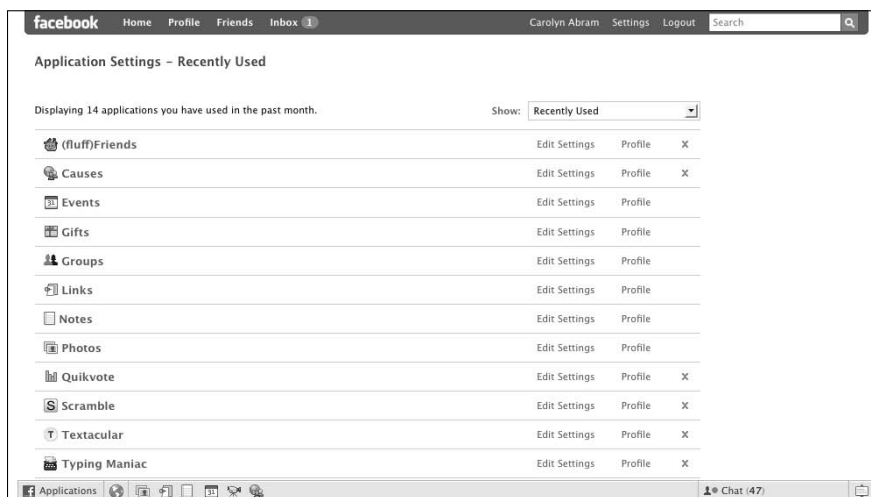 facebook Home Profile Friends Inbox 1 Carolyn Abram Settings Logout Search
Application Settings – Recently Used
Displaying 14 applications you have used in the past month. Show: Recently Used
(fluff)Friends Edit Settings Profile x
Causes Edit Settings Profile x
31 Events Edit Settings Profile
Gifts Edit Settings Profile
Groups Edit Settings Profile
Links Edit Settings Profile
Notes Edit Settings Profile
Photos Edit Settings Profile
Quikvote Edit Settings Profile x
S Scramble Edit Settings Profile x
T Textacular Edit Settings Profile x
Typing Maniac Edit Settings Profile x
f Applications 31 Chat (47)